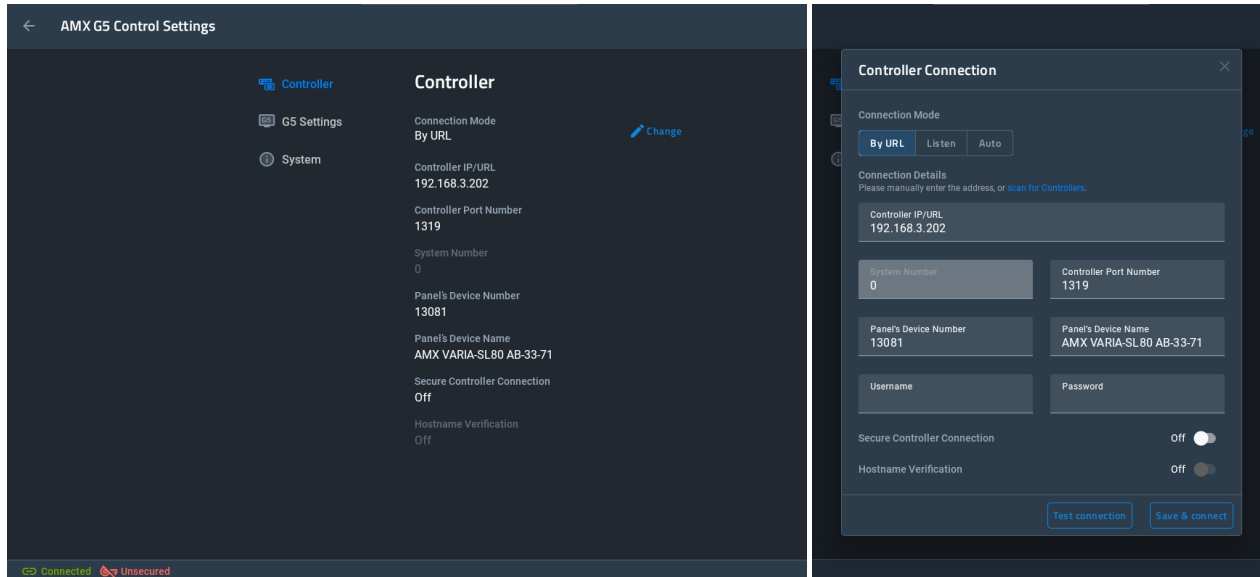 AMX G5 Control Settings
Controller
G5 Settings
System
Controller
Connection Mode
By URL
Change
Controller IP/URL
192.168.3.202
Controller Port Number
1319
System Number
0
Panel's Device Number
13081
Panel's Device Name
AMX VARIA-SL80 AB-33-71
Secure Controller Connection
Off
Hostname Verification
Off
Connected Unsecured
Controller Connection
Connection Mode
By URL Listen Auto
Connection Details
Please manually enter the address, or scan for Controllers.
Controller IP/URL
192.168.3.202
System Number
0
Controller Port Number
1319
Panel's Device Number
13081
Panel's Device Name
AMX VARIA-SL80 AB-33-71
Username
Password
Secure Controller Connection Off
Hostname Verification Off
Test connection Save & connect
ge